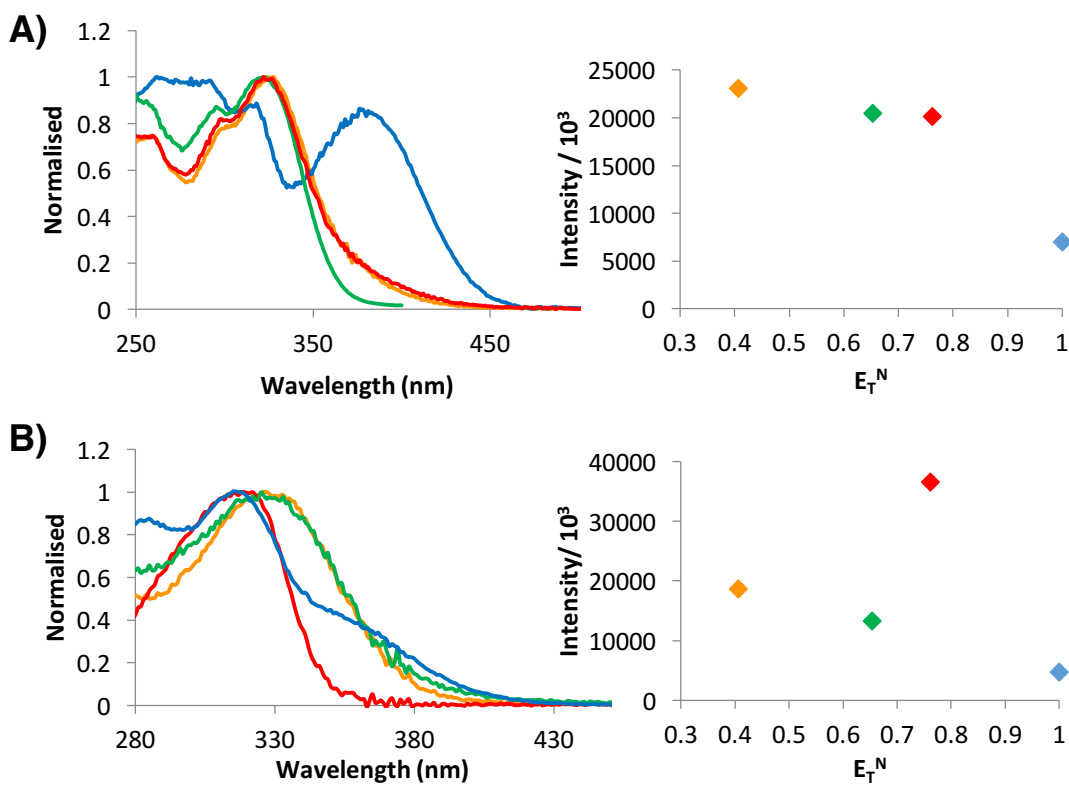 A)
1.2
1
0.8
0.6
0.4
0.2
0
Normalised
250 350 450
Wavelength (nm)
25000
20000
15000
10000
5000
0
Intensity / 10³
0.3 0.4 0.5 0.6 0.7 0.8 0.9 1
E_T^N
B)
1.2
1
0.8
0.6
0.4
0.2
0
Normalised
280 330 380 430
Wavelength (nm)
40000
30000
20000
10000
0
Intensity/ 10³
0.3 0.4 0.5 0.6 0.7 0.8 0.9 1
E_T^N